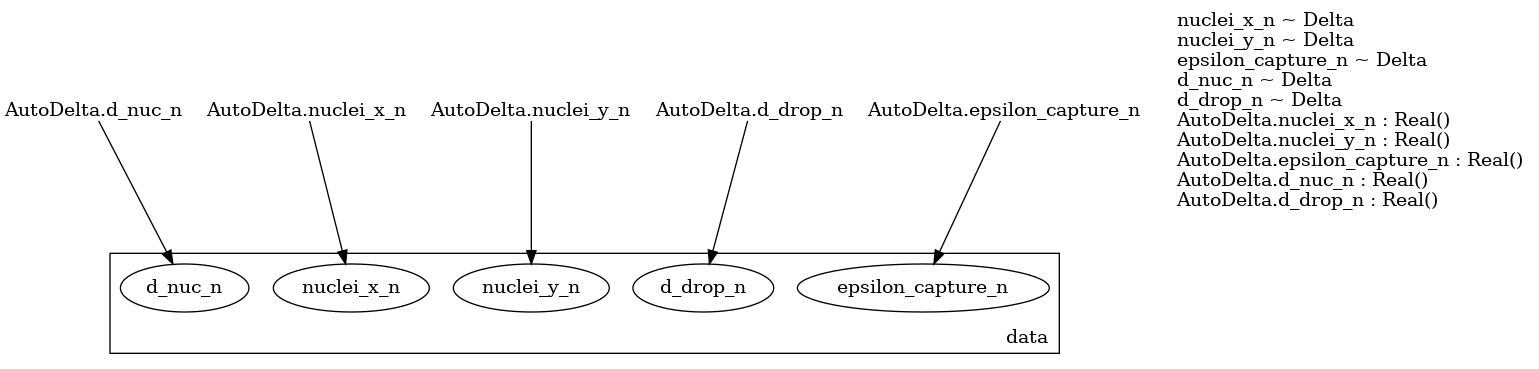 AutoDelta.d_nuc_n
AutoDelta.nuclei_x_n
AutoDelta.nuclei_y_n
AutoDelta.d_drop_n
AutoDelta.epsilon_capture_n
d_nuc_n
nuclei_x_n
nuclei_y_n
d_drop_n
epsilon_capture_n
data
nuclei_x_n ~ Delta
nuclei_y_n ~ Delta
epsilon_capture_n ~ Delta
d_nuc_n ~ Delta
d_drop_n ~ Delta
AutoDelta.nuclei_x_n : Real()
AutoDelta.nuclei_y_n : Real()
AutoDelta.epsilon_capture_n : Real()
AutoDelta.d_nuc_n : Real()
AutoDelta.d_drop_n : Real()